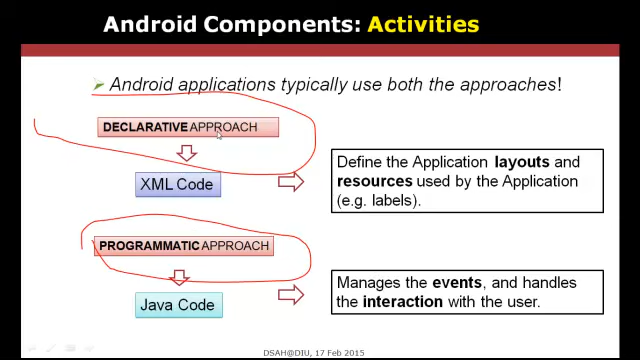 Android Components: Activities
Android applications typically use both the approaches!
DECLARATIVE APPROACH
XML Code
Define the Application layouts and
resources used by the Application
(e.g. labels).
PROGRAMMATIC APPROACH
Java Code
Manages the events, and handles
the interaction with the user.
DSAH@DIU, 17 Feb 2015